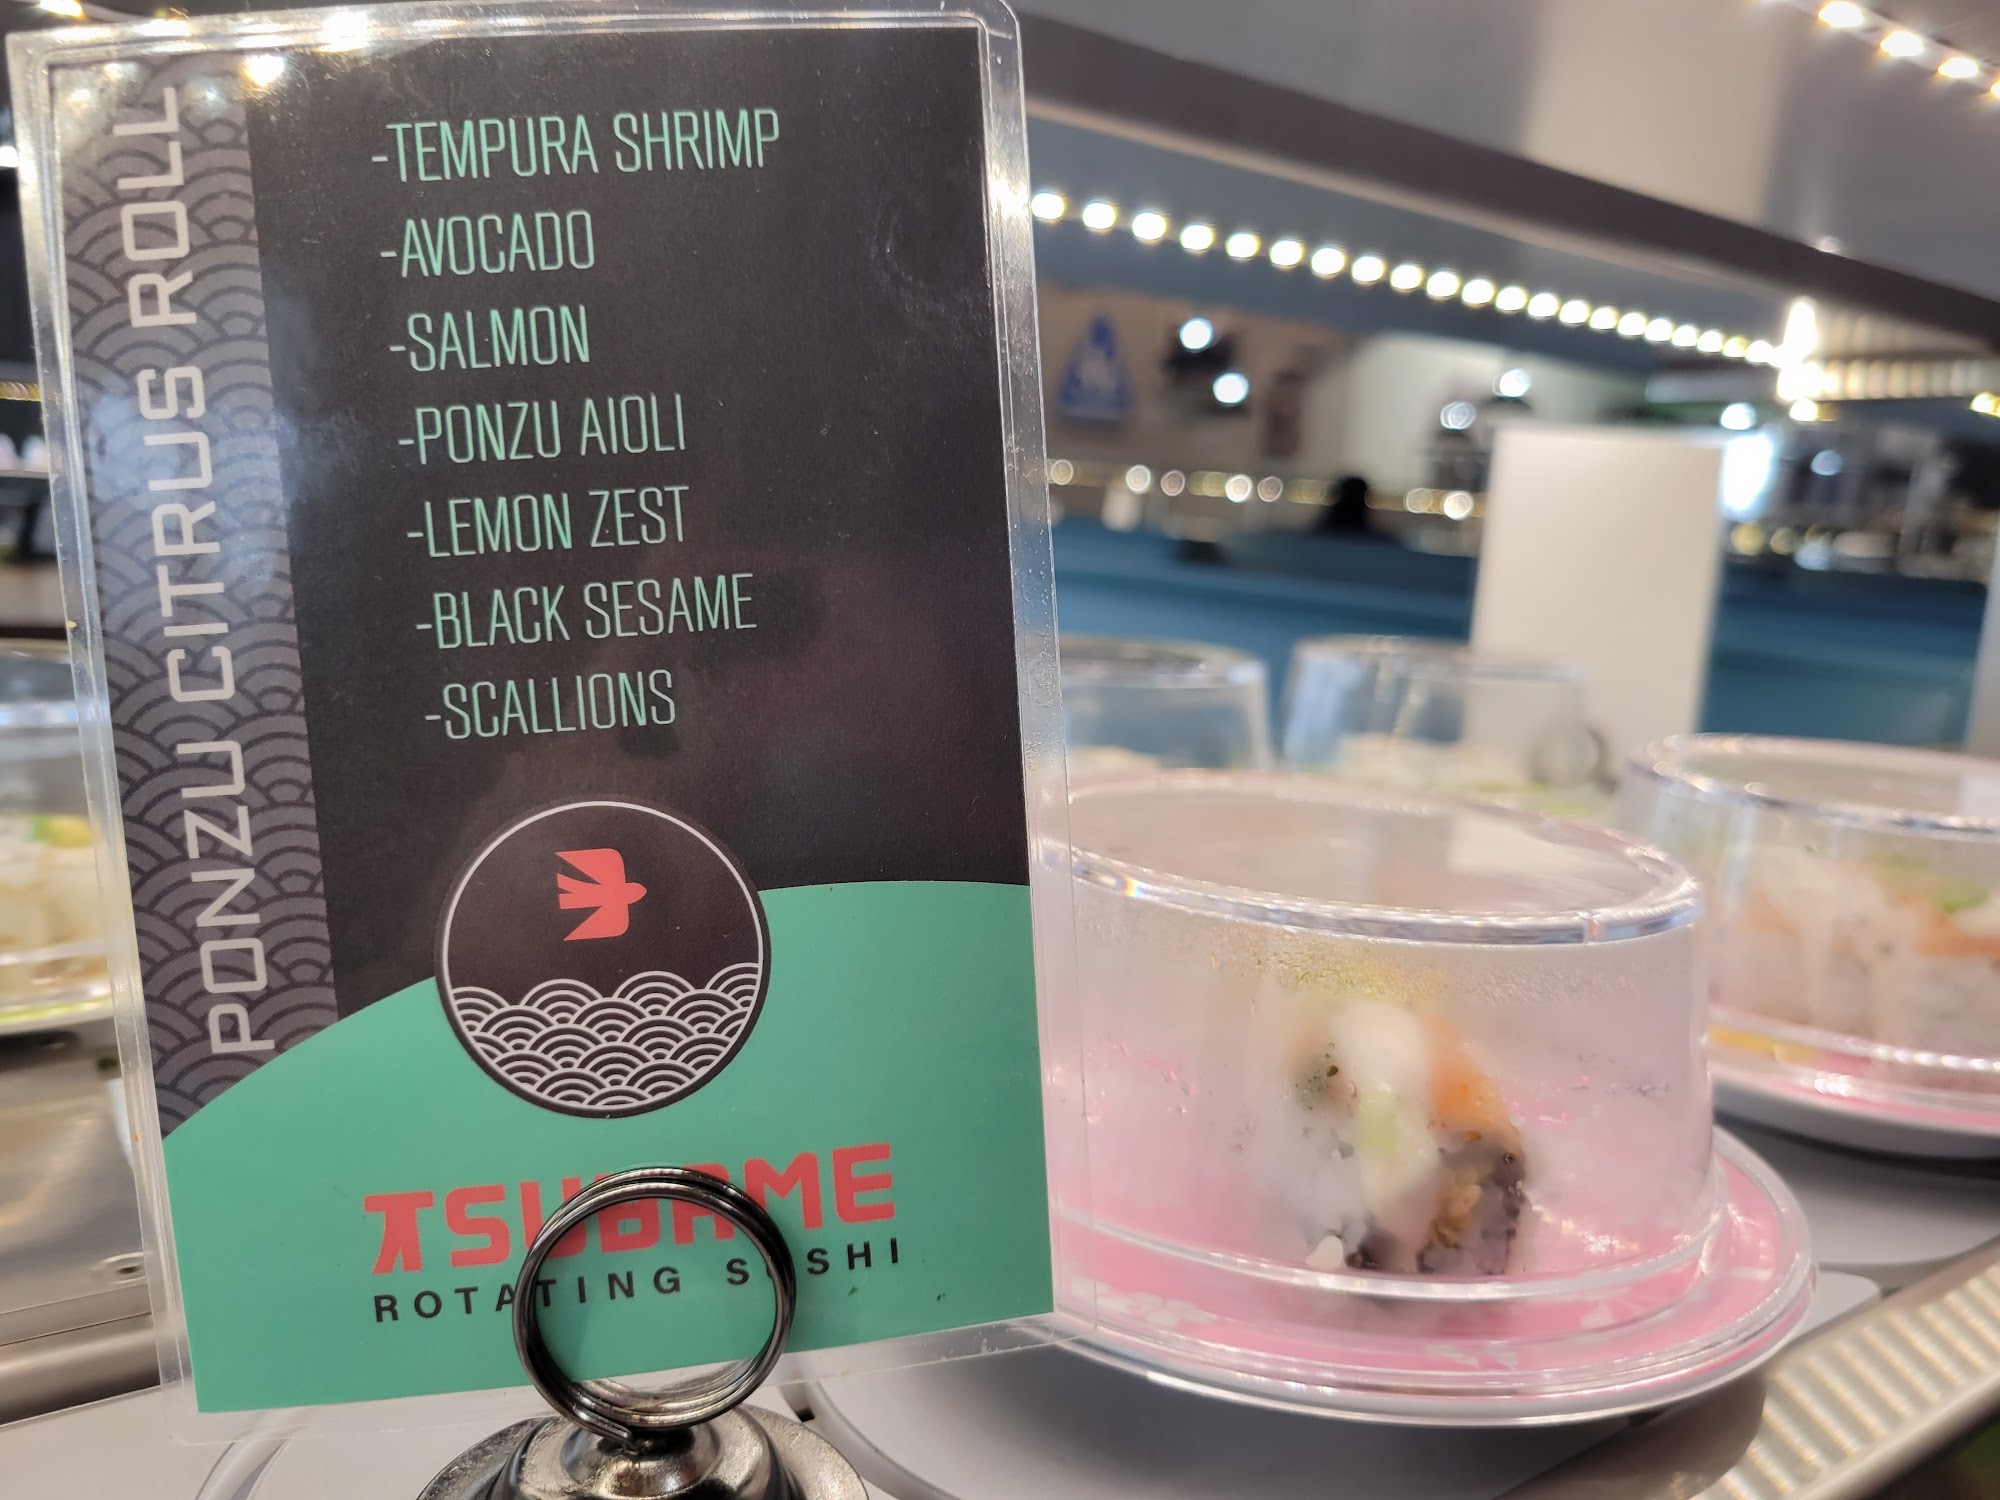 PONZU CITRUS ROLL
-TEMPURA SHRIMP
-AVOCADO
-SALMON
-PONZU AIOLI
-LEMON ZEST
-BLACK SESAME
-SCALLIONS
TSUBAME
ROTATING SUSHI